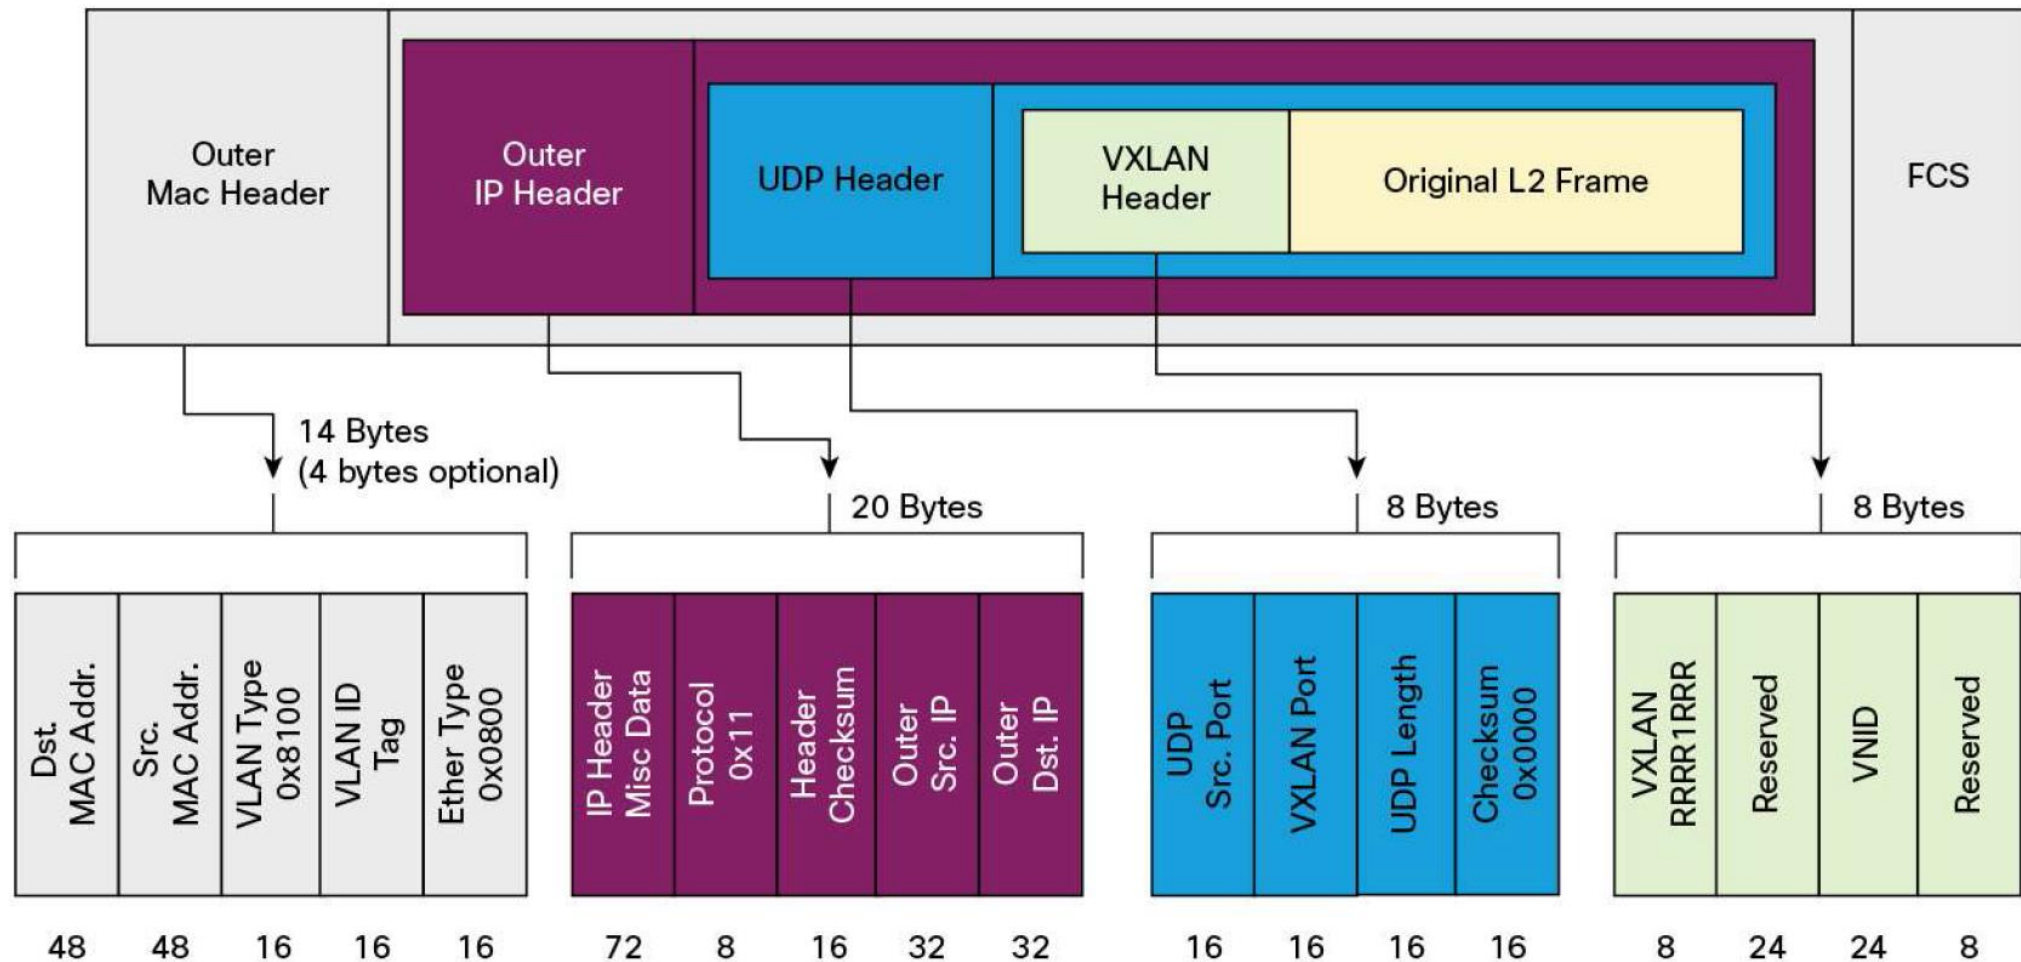 Outer
Mac Header
Outer
IP Header
UDP Header
VXLAN
Header
Original L2 Frame
FCS
14 Bytes
(4 bytes optional)
20 Bytes
8 Bytes
8 Bytes
Dst.
MAC Addr.
Src.
MAC Addr.
VLAN Type
0x8100
VLAN ID
Tag
Ether Type
0x0800
IP Header
Misc Data
Protocol
0x11
Header
Checksum
Outer
Src. IP
Outer
Dst. IP
UDP
Src. Port
VXLAN Port
UDP Length
Checksum
0x0000
VXLAN
RRRR1RRR
Reserved
VNID
Reserved
48 48 16 16 16 72 8 16 32 32 16 16 16 16 8 24 24 8